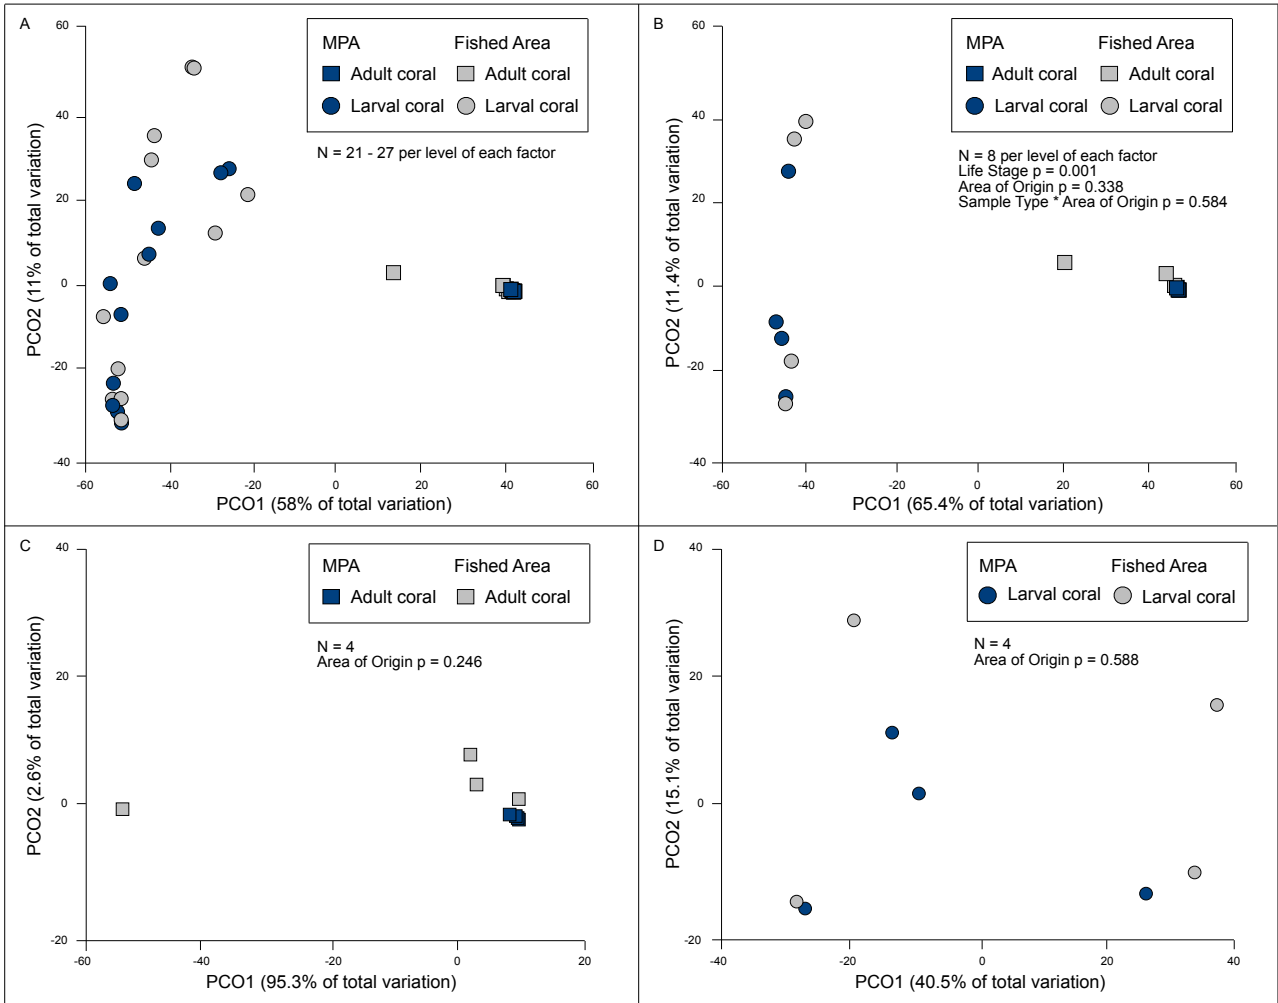 A
60
40
20
0
-20
-40
-60
-40
-20
0
20
40
60
PCO2 (11% of total variation)
PCO1 (58% of total variation)
MPA Fished Area
Adult coral Adult coral
Larval coral Larval coral
N = 21 - 27 per level of each factor
B
60
40
20
0
-20
-40
-60
-40
-20
0
20
40
60
PCO2 (11.4% of total variation)
PCO1 (65.4% of total variation)
MPA Fished Area
Adult coral Adult coral
Larval coral Larval coral
N = 8 per level of each factor
Life Stage p = 0.001
Area of Origin p = 0.338
Sample Type * Area of Origin p = 0.584
C
40
20
0
-20
-60
-40
-20
0
20
PCO2 (2.6% of total variation)
PCO1 (95.3% of total variation)
MPA Fished Area
Adult coral Adult coral
N = 4
Area of Origin p = 0.246
D
40
20
0
-20
-40
-20
0
20
40
PCO2 (15.1% of total variation)
PCO1 (40.5% of total variation)
MPA Fished Area
Larval coral Larval coral
N = 4
Area of Origin p = 0.588